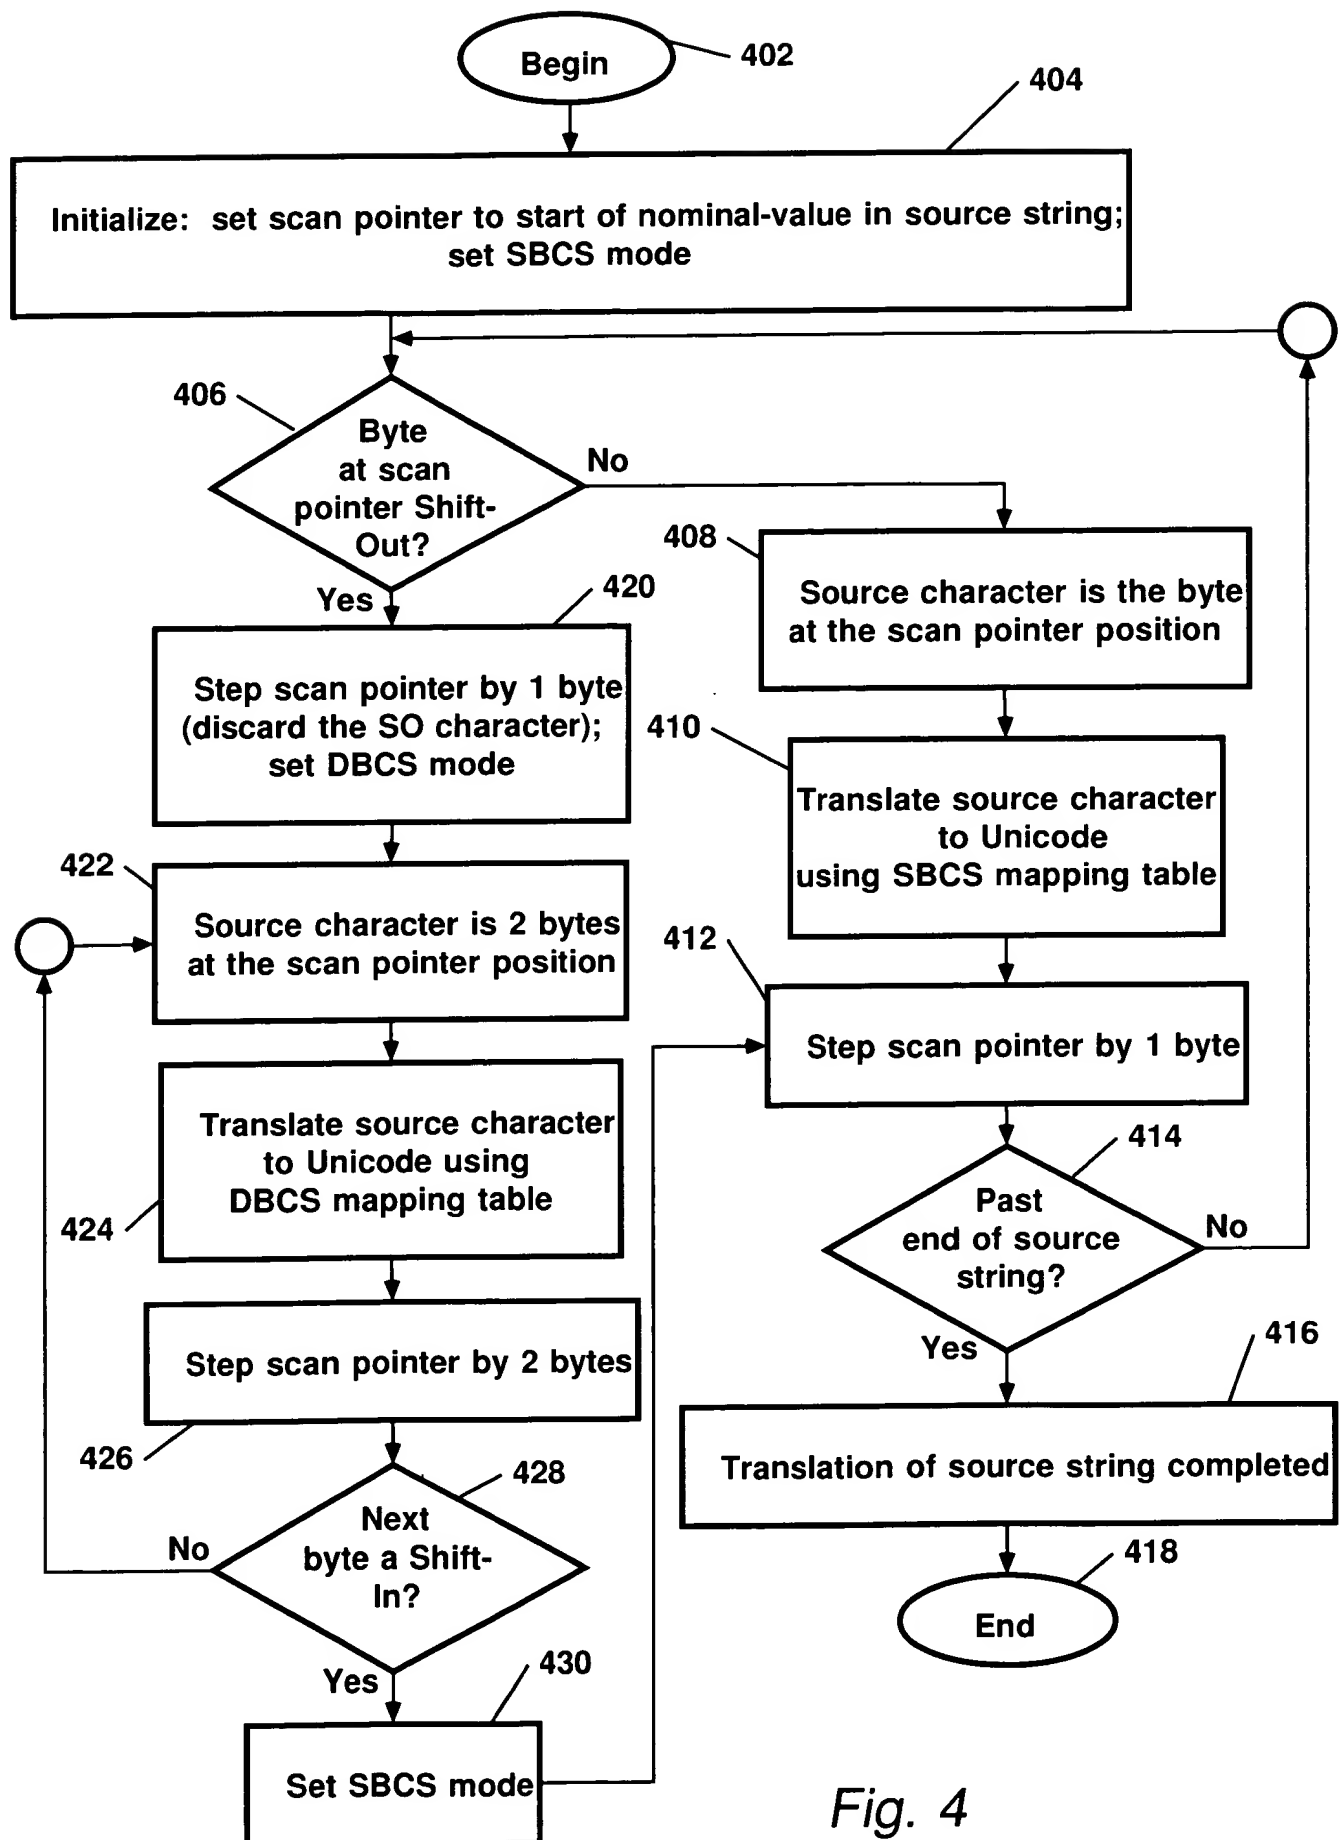 Begin
402
404
Initialize: set scan pointer to start of nominal-value in source string;
set SBCS mode
406
Byte
at scan
pointer Shift-
Out?
No
Yes
408
Source character is the byte
at the scan pointer position
420
Step scan pointer by 1 byte
(discard the SO character);
set DBCS mode
410
Translate source character
to Unicode
using SBCS mapping table
422
Source character is 2 bytes
at the scan pointer position
412
Step scan pointer by 1 byte
424
Translate source character
to Unicode using
DBCS mapping table
414
Past
end of source
string?
No
Yes
426
Step scan pointer by 2 bytes
416
Translation of source string completed
428
Next
byte a Shift-
In?
No
Yes
418
End
430
Set SBCS mode
Fig. 4